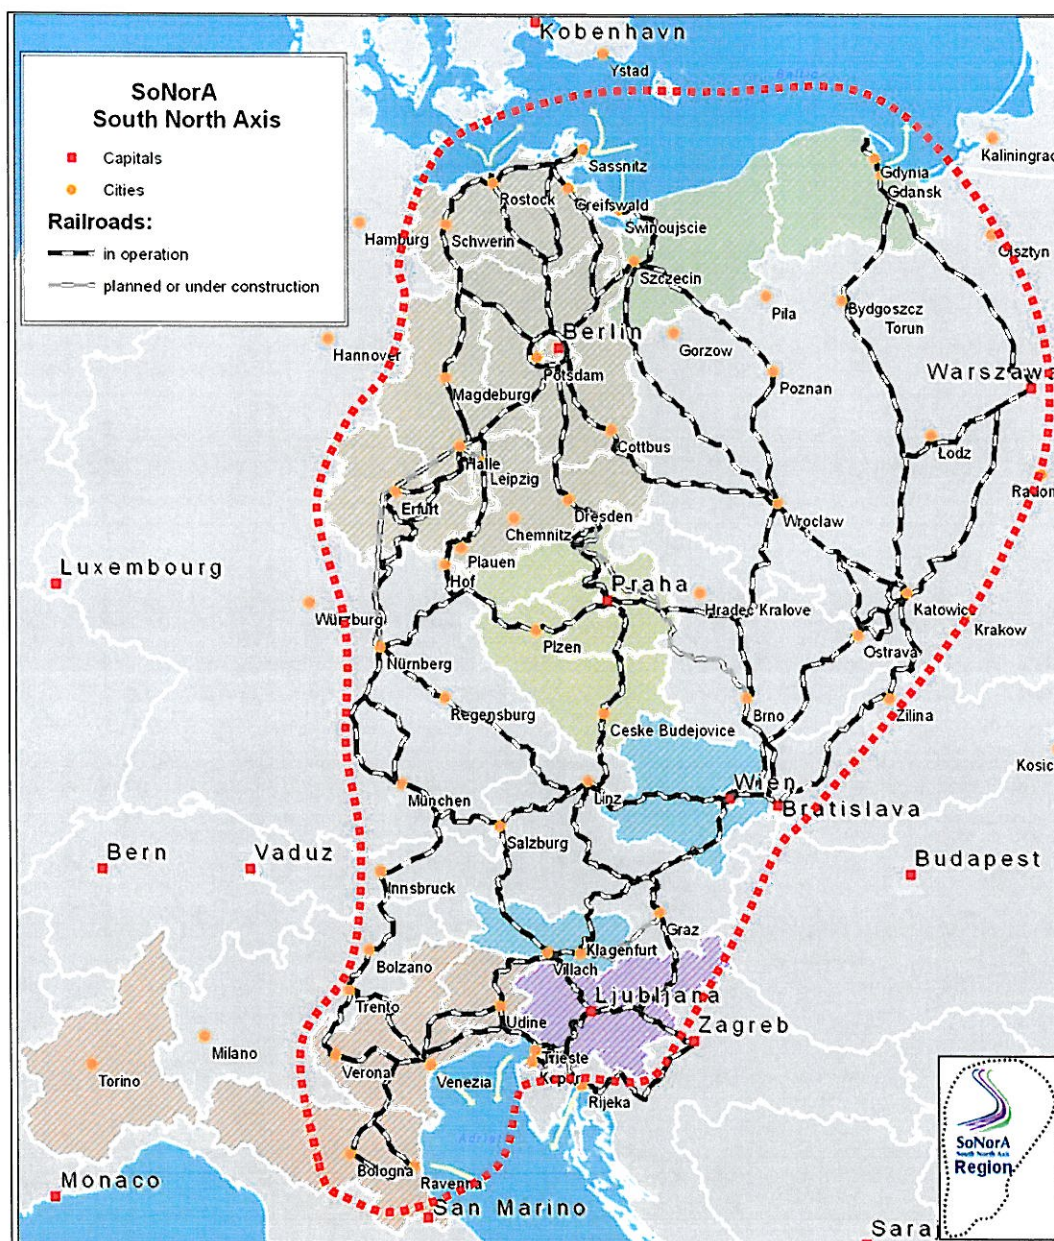 SoNorA
South North Axis
Capitals
Cities
Railroads:
in operation
planned or under construction
Kobenhavn
Ystad
Kaliningrad
Sassnitz
Gdynia
Gdansk
Rostock
Greifswald
Hamburg
Schwerin
Swinoujscie
Olsztyn
Szczecin
Pila
Bydgoszcz
Torun
Hannover
Berlin
Gorzow
Potsdam
Poznan
Warszawa
Magdeburg
Cottbus
Lodz
Halle
Leipzig
Radom
Erfurt
Dresden
Wroclaw
Chemnitz
Luxembourg
Plauen
Hof
Praha
Hradec Kralove
Katowice
Würzburg
Krakow
Nürnberg
Plzen
Ostrava
Regensburg
Brno
Zilina
Ceske Budejovice
Kosic
München
Linz
Wien
Bratislava
Salzburg
Bern
Vaduz
Budapest
Innsbruck
Graz
Bolzano
Klagenfurt
Villach
Trento
Ljubljana
Udine
Zagreb
Milano
Trieste
Verona
Koper
Torino
Venezia
Rijeka
Adriatic
SoNorA
South North Axis
Region
Bologna
Ravenna
Monaco
San Marino
Saraj